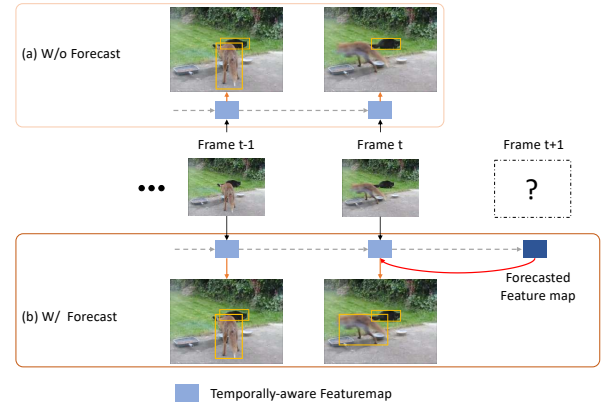 (a) W/o Forecast
Frame t-1
Frame t
Frame t+1
•••
?
Forecasted
Feature map
(b) W/ Forecast
Temporally-aware Featuremap